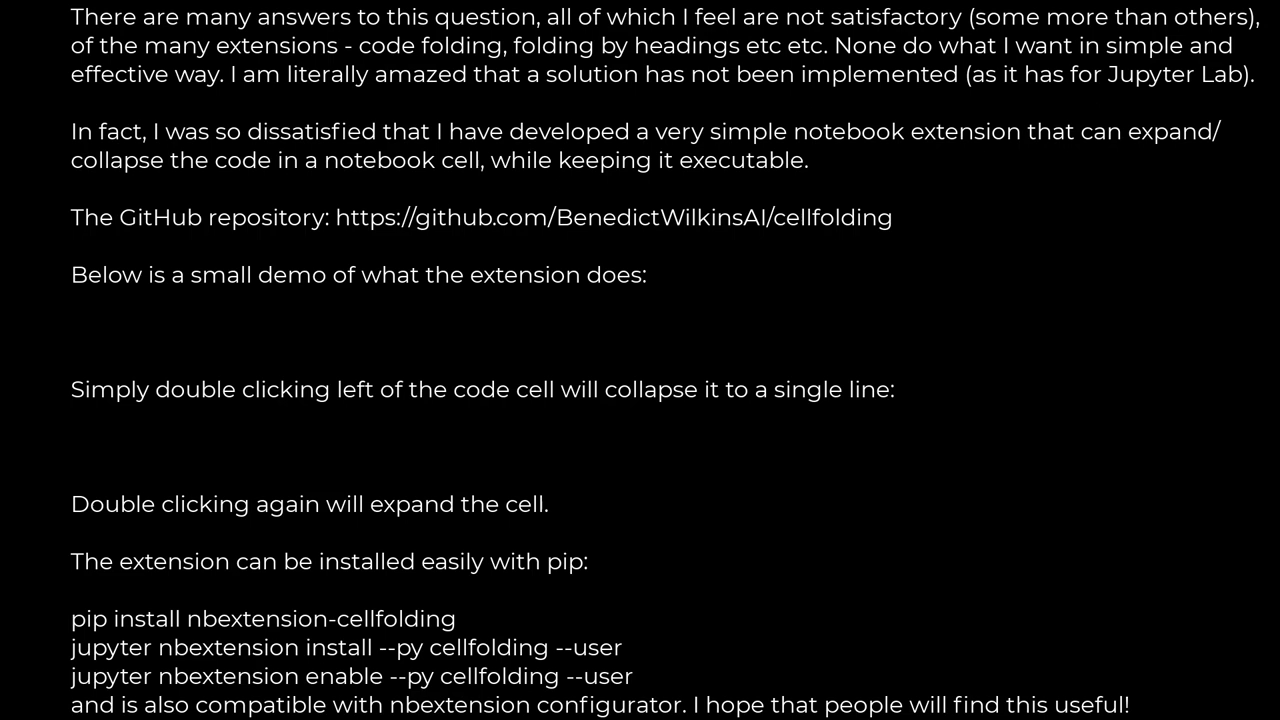 There are many answers to this question, all of which I feel are not satisfactory (some more than others),
of the many extensions - code folding, folding by headings etc etc. None do what I want in simple and
effective way. I am literally amazed that a solution has not been implemented (as it has for Jupyter Lab).
In fact, I was so dissatisfied that I have developed a very simple notebook extension that can expand/
collapse the code in a notebook cell, while keeping it executable.
The GitHub repository: https://github.com/BenedictWilkinsAI/cellfolding
Below is a small demo of what the extension does:
Simply double clicking left of the code cell will collapse it to a single line:
Double clicking again will expand the cell.
The extension can be installed easily with pip:
pip install nbextension-cellfolding
jupyter nbextension install --py cellfolding --user
jupyter nbextension enable --py cellfolding --user
and is also compatible with nbextension configurator. I hope that people will find this useful!